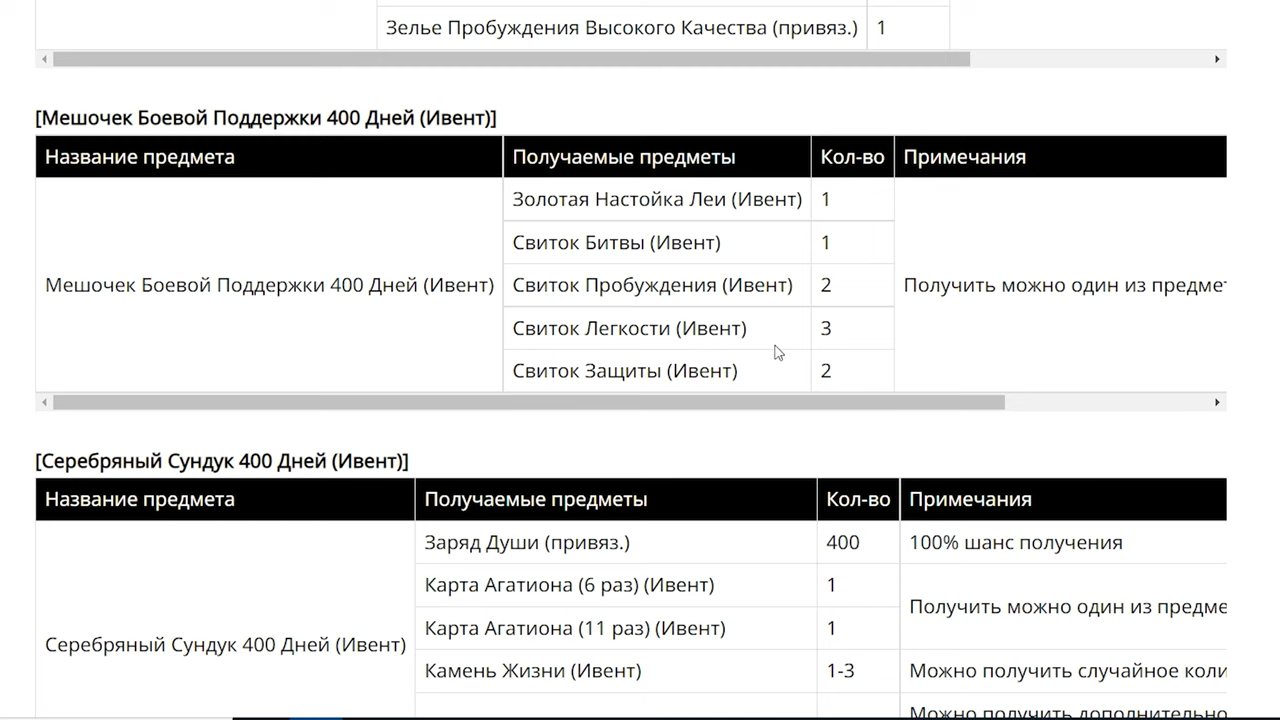 Зелье Пробуждения Высокого Качества (привяз.) 1
[Мешочек Боевой Поддержки 400 Дней (Ивент)]
Название предмета Получаемые предметы Кол-во Примечания
Золотая Настойка Леи (Ивент) 1
Свиток Битвы (Ивент) 1
Мешочек Боевой Поддержки 400 Дней (Ивент) Свиток Пробуждения (Ивент) 2 Получить можно один из предмет
Свиток Легкости (Ивент) 3
Свиток Защиты (Ивент) 2
[Серебряный Сундук 400 Дней (Ивент)]
Название предмета Получаемые предметы Кол-во Примечания
Заряд Души (привяз.) 400 100% шанс получения
Карта Агатиона (6 раз) (Ивент) 1
Получить можно один из предме
Карта Агатиона (11 раз) (Ивент) 1
Серебряный Сундук 400 Дней (Ивент)
Камень Жизни (Ивент) 1-3 Можно получить случайное коли
Можно получить дополнительно